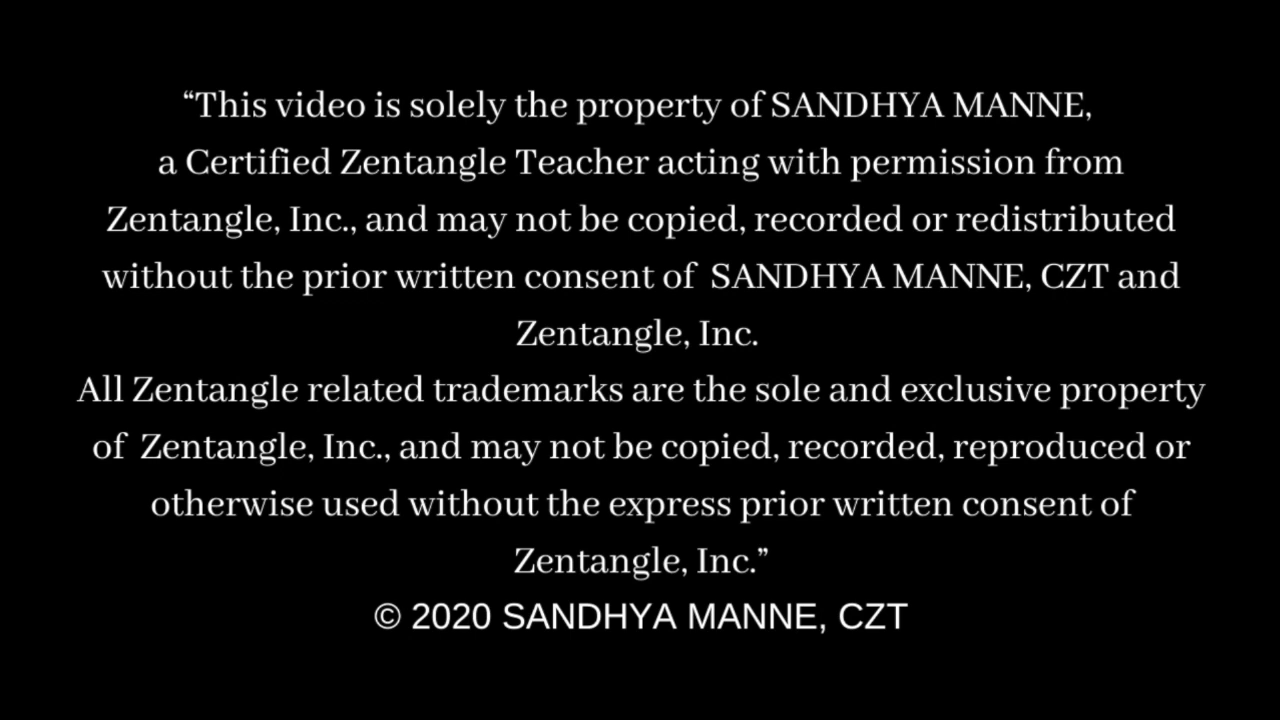 “This video is solely the property of SANDHYA MANNE,
a Certified Zentangle Teacher acting with permission from
Zentangle, Inc., and may not be copied, recorded or redistributed
without the prior written consent of  SANDHYA MANNE, CZT and
Zentangle, Inc.
All Zentangle related trademarks are the sole and exclusive property
of  Zentangle, Inc., and may not be copied, recorded, reproduced or
otherwise used without the express prior written consent of
Zentangle, Inc.”
© 2020 SANDHYA MANNE, CZT